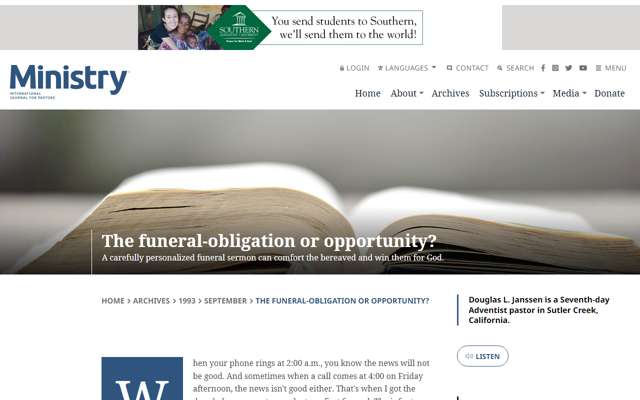 You send students to Southern,
we'll send them to the world!
SOUTHERN
Ministry
INTERNATIONAL
JOURNAL FOR PASTORS
LOGIN LANGUAGES CONTACT SEARCH MENU
Home About Archives Subscriptions Media Donate
The funeral-obligation or opportunity?
A carefully personalized funeral sermon can comfort the bereaved and win them for God.
HOME > ARCHIVES > 1993 > SEPTEMBER > THE FUNERAL-OBLIGATION OR OPPORTUNITY?
Douglas L. Janssen is a Seventh-day
Adventist pastor in Sutler Creek,
California.
LISTEN
When your phone rings at 2:00 a.m., you know the news will not
be good. And sometimes when a call comes at 4:00 on Friday
afternoon, the news isn't good either. That's when I got the